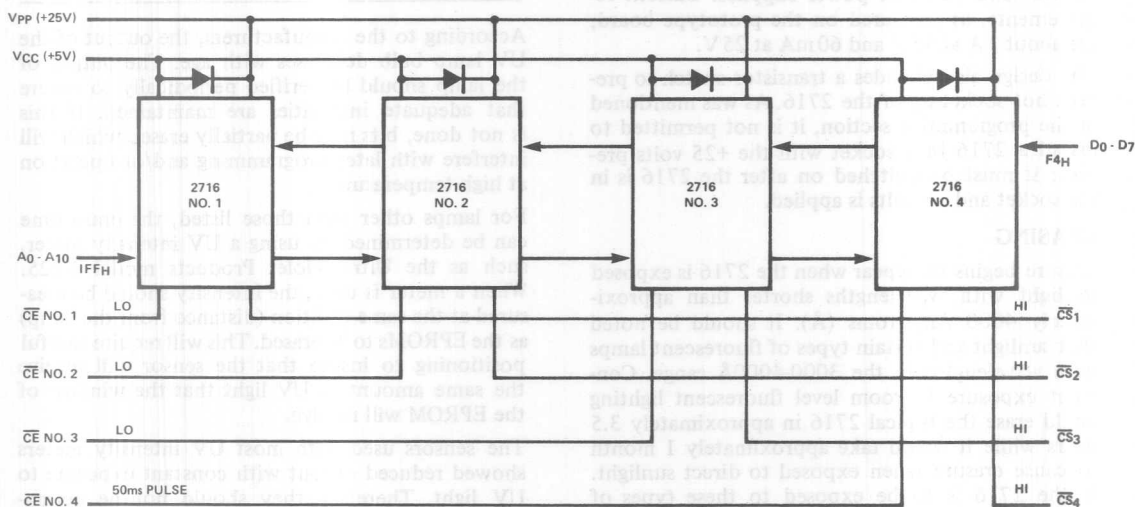 VPP (+25V)
VCC (+5V)
2716
NO. 1
2716
NO. 2
2716
NO. 3
2716
NO. 4
D0 - D7
F4H
A0 - A10
IFFH
CE NO. 1 LO HI CS1
CE NO. 2 LO HI CS2
CE NO. 3 LO HI CS3
CE NO. 4 50ms PULSE HI CS4